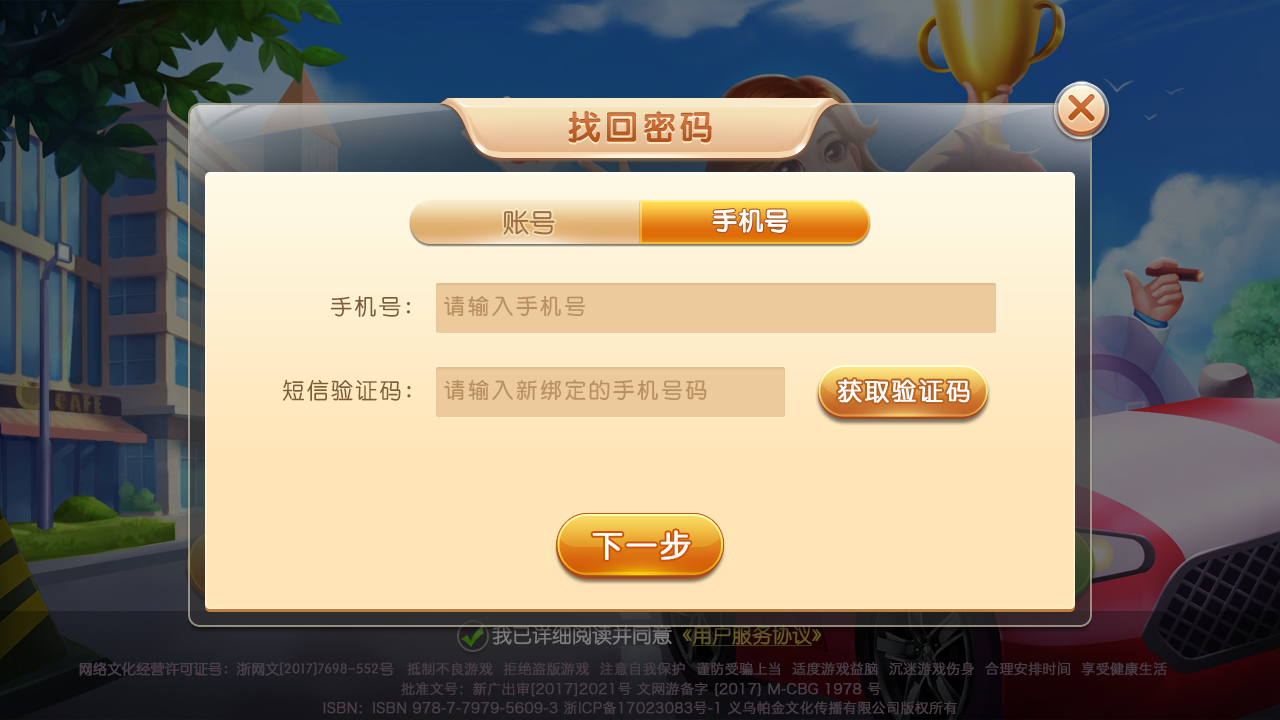 找回密码
账号 手机号
手机号： 请输入手机号
短信验证码： 请输入新绑定的手机号码 获取验证码
CAFE
下一步
我已详细阅读并同意《用户服务协议》
网络文化经营许可证号：浙网文[2017]7698-552号 抵制不良游戏 拒绝盗版游戏 注意自我保护 谨防受骗上当 适度游戏益脑 沉迷游戏伤身 合理安排时间 享受健康生活
批准文号：新广出审[2017]2021号 文网游备字 [2017] M-CBG 1978 号
ISBN：ISBN 978-7-7979-5609-3 浙ICP备17023083号-1 义乌帕金文化传播有限公司版权所有